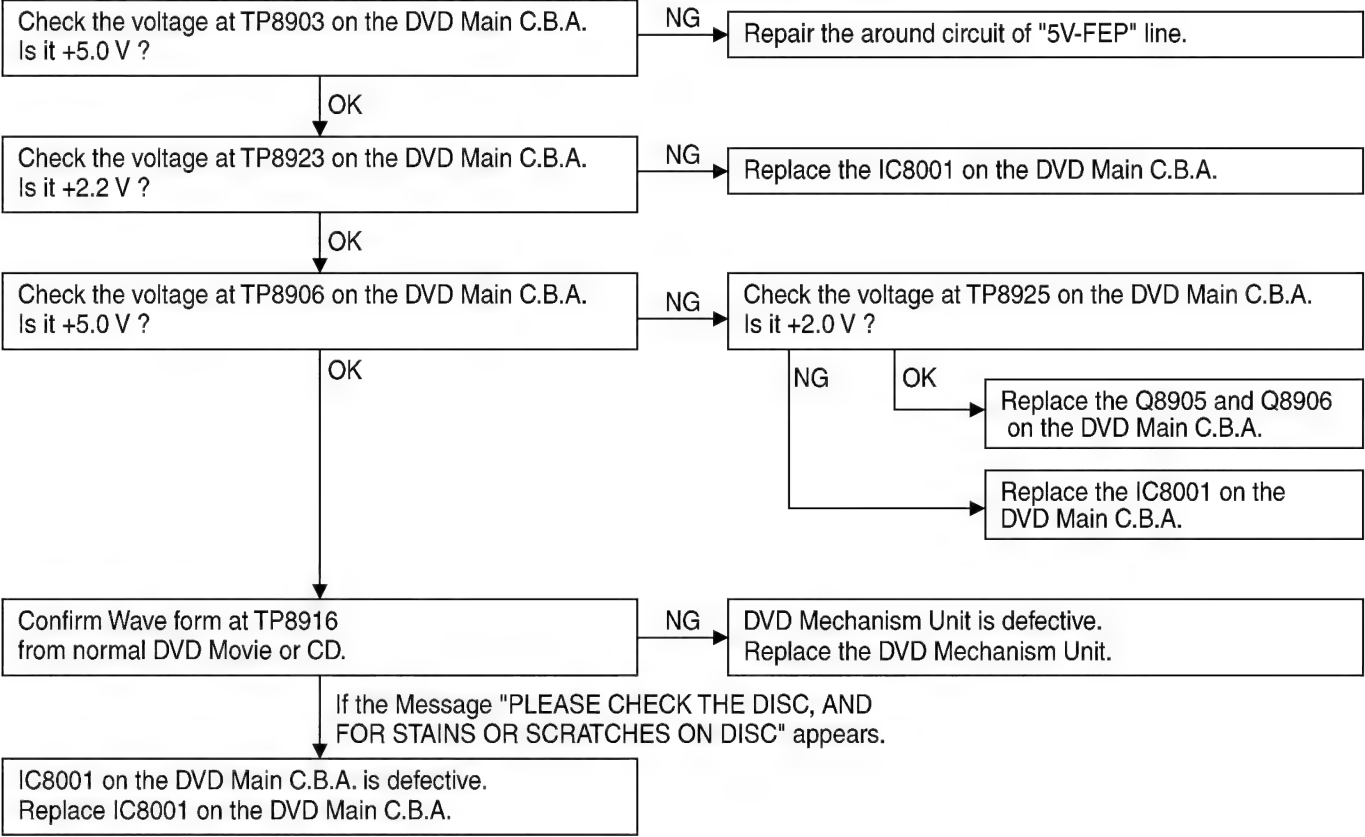 Check the voltage at TP8903 on the DVD Main C.B.A.
Is it +5.0 V ?
NG
Repair the around circuit of "5V-FEP" line.
OK
Check the voltage at TP8923 on the DVD Main C.B.A.
Is it +2.2 V ?
NG
Replace the IC8001 on the DVD Main C.B.A.
OK
Check the voltage at TP8906 on the DVD Main C.B.A.
Is it +5.0 V ?
NG
Check the voltage at TP8925 on the DVD Main C.B.A.
Is it +2.0 V ?
OK
NG
OK
Replace the Q8905 and Q8906
on the DVD Main C.B.A.
Replace the IC8001 on the
DVD Main C.B.A.
Confirm Wave form at TP8916
from normal DVD Movie or CD.
NG
DVD Mechanism Unit is defective.
Replace the DVD Mechanism Unit.
If the Message "PLEASE CHECK THE DISC, AND
FOR STAINS OR SCRATCHES ON DISC" appears.
IC8001 on the DVD Main C.B.A. is defective.
Replace IC8001 on the DVD Main C.B.A.